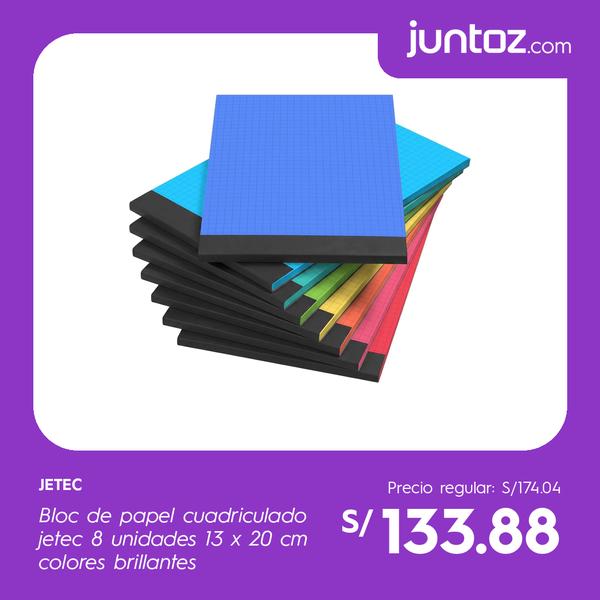 juntoz.com
JETEC
Bloc de papel cuadriculado
jetec 8 unidades 13 x 20 cm
colores brillantes
Precio regular: S/174.04
S/133.88